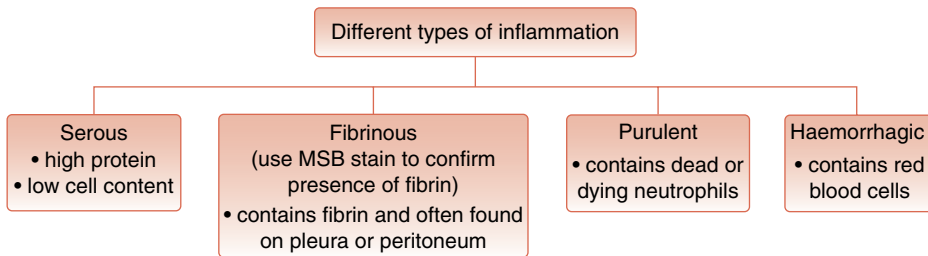 Different types of inflammation
Serous
• high protein
• low cell content
Fibrinous
(use MSB stain to confirm
presence of fibrin)
• contains fibrin and often found
on pleura or peritoneum
Purulent
• contains dead or
dying neutrophils
Haemorrhagic
• contains red
blood cells